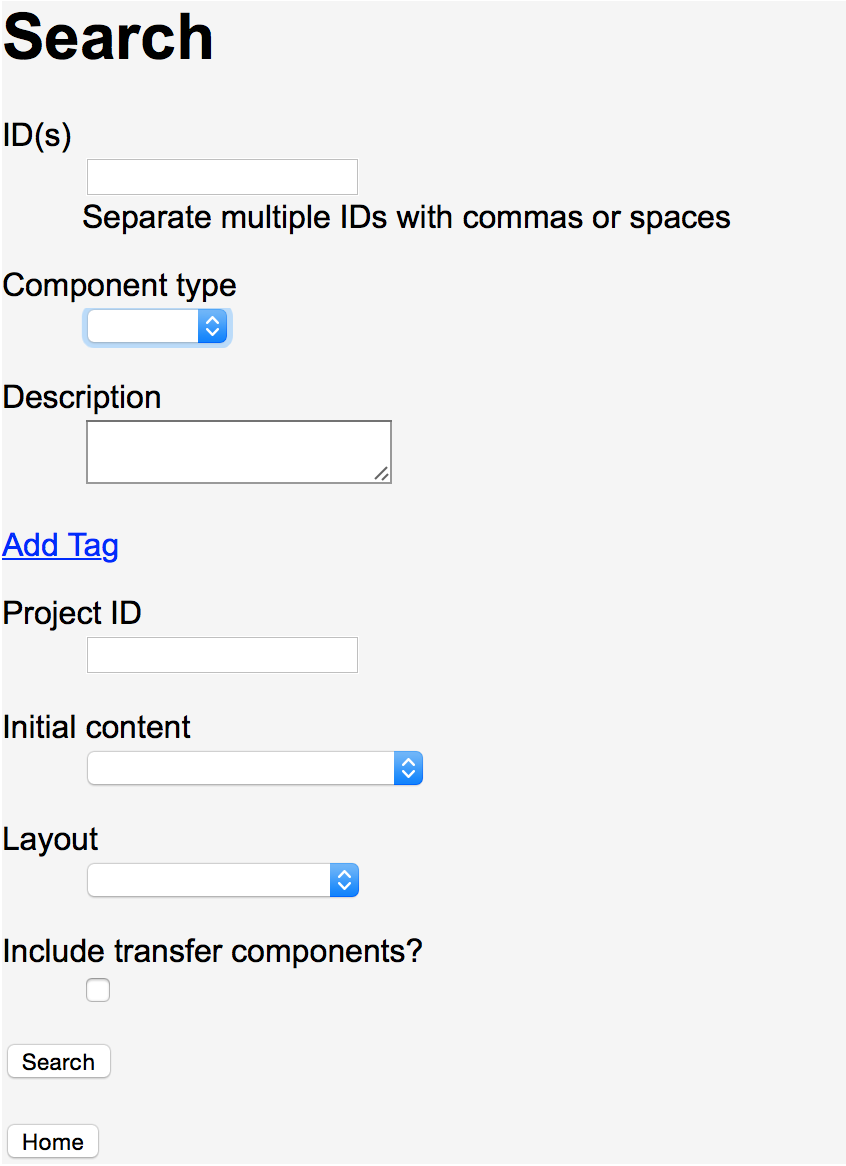 Search
ID(s)
Separate multiple IDs with commas or spaces
Component type
Description
Add Tag
Project ID
Initial content
Layout
Include transfer components?
Search
Home